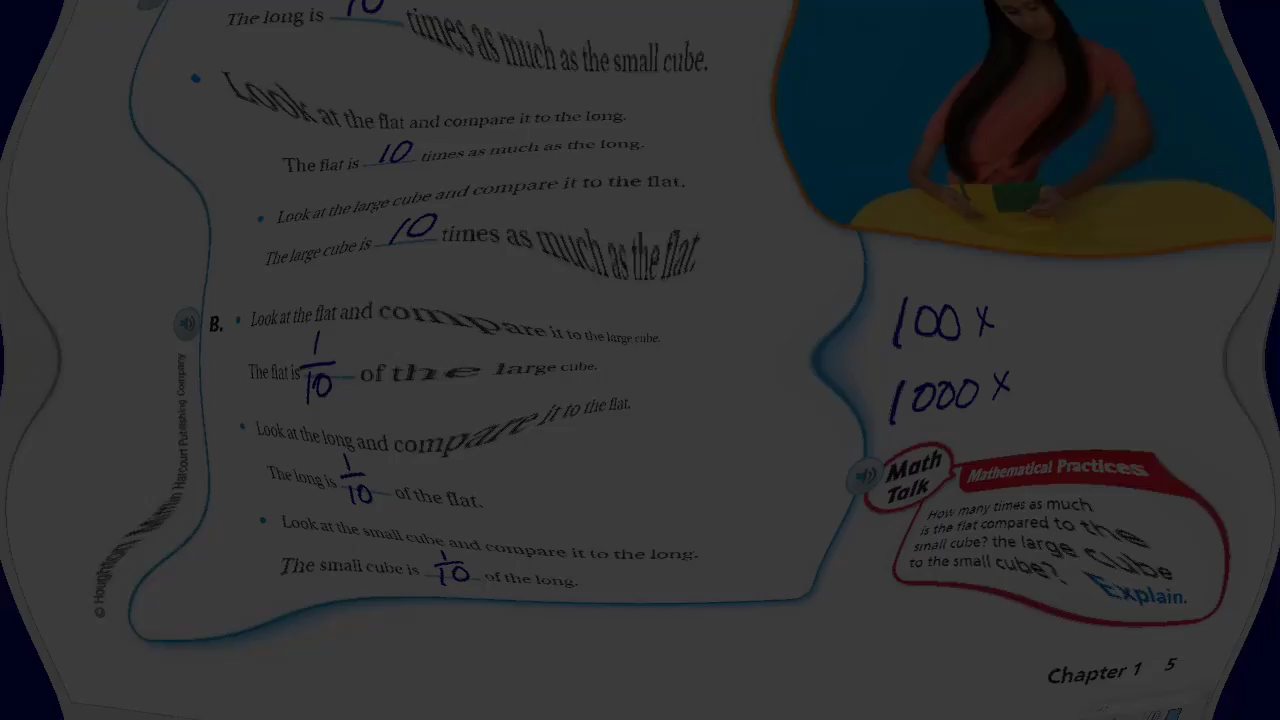 The long is 10 times as much as the small cube.
• Look at the flat and compare it to the long.
The flat is 10 times as much as the long.
• Look at the large cube and compare it to the flat.
The large cube is 10 times as much as the flat.
B. • Look at the flat and compare it to the large cube.
The flat is 1/10 of the large cube.
• Look at the long and compare it to the flat.
The long is 1/10 of the flat.
• Look at the small cube and compare it to the long.
The small cube is 1/10 of the long.
100 x
1000 x
Math
Talk
Mathematical Practices
How many times as much
is the flat compared to the
small cube? the large cube
to the small cube?
Explain.
© Houghton Mifflin Harcourt Publishing Company
Chapter 1 5